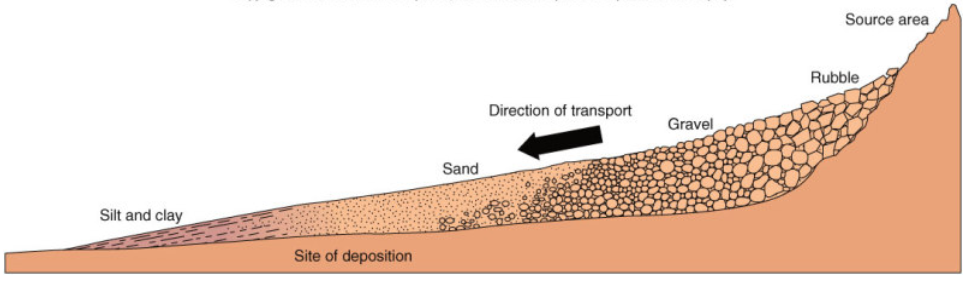 Source area
Rubble
Direction of transport
Gravel
Sand
Silt and clay
Site of deposition